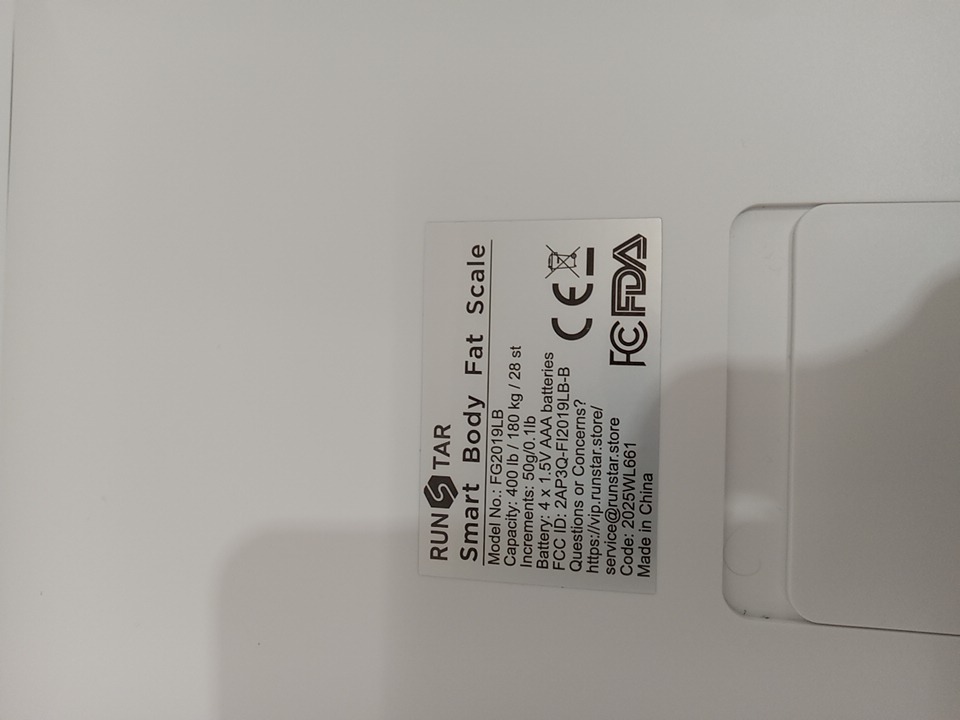 RUNSTAR
Smart Body Fat Scale
Model No.: FG2019LB
Capacity: 400 lb / 180 kg / 28 st
Increments: 50g/0.1lb
Battery: 4 x 1.5V AAA batteries
FCC ID: 2AP3Q-FI2019LB-B
Questions or Concerns?
https://vip.runstar.store/
service@runstar.store
Code: 2025WL661
Made in China
CE
FC FDA